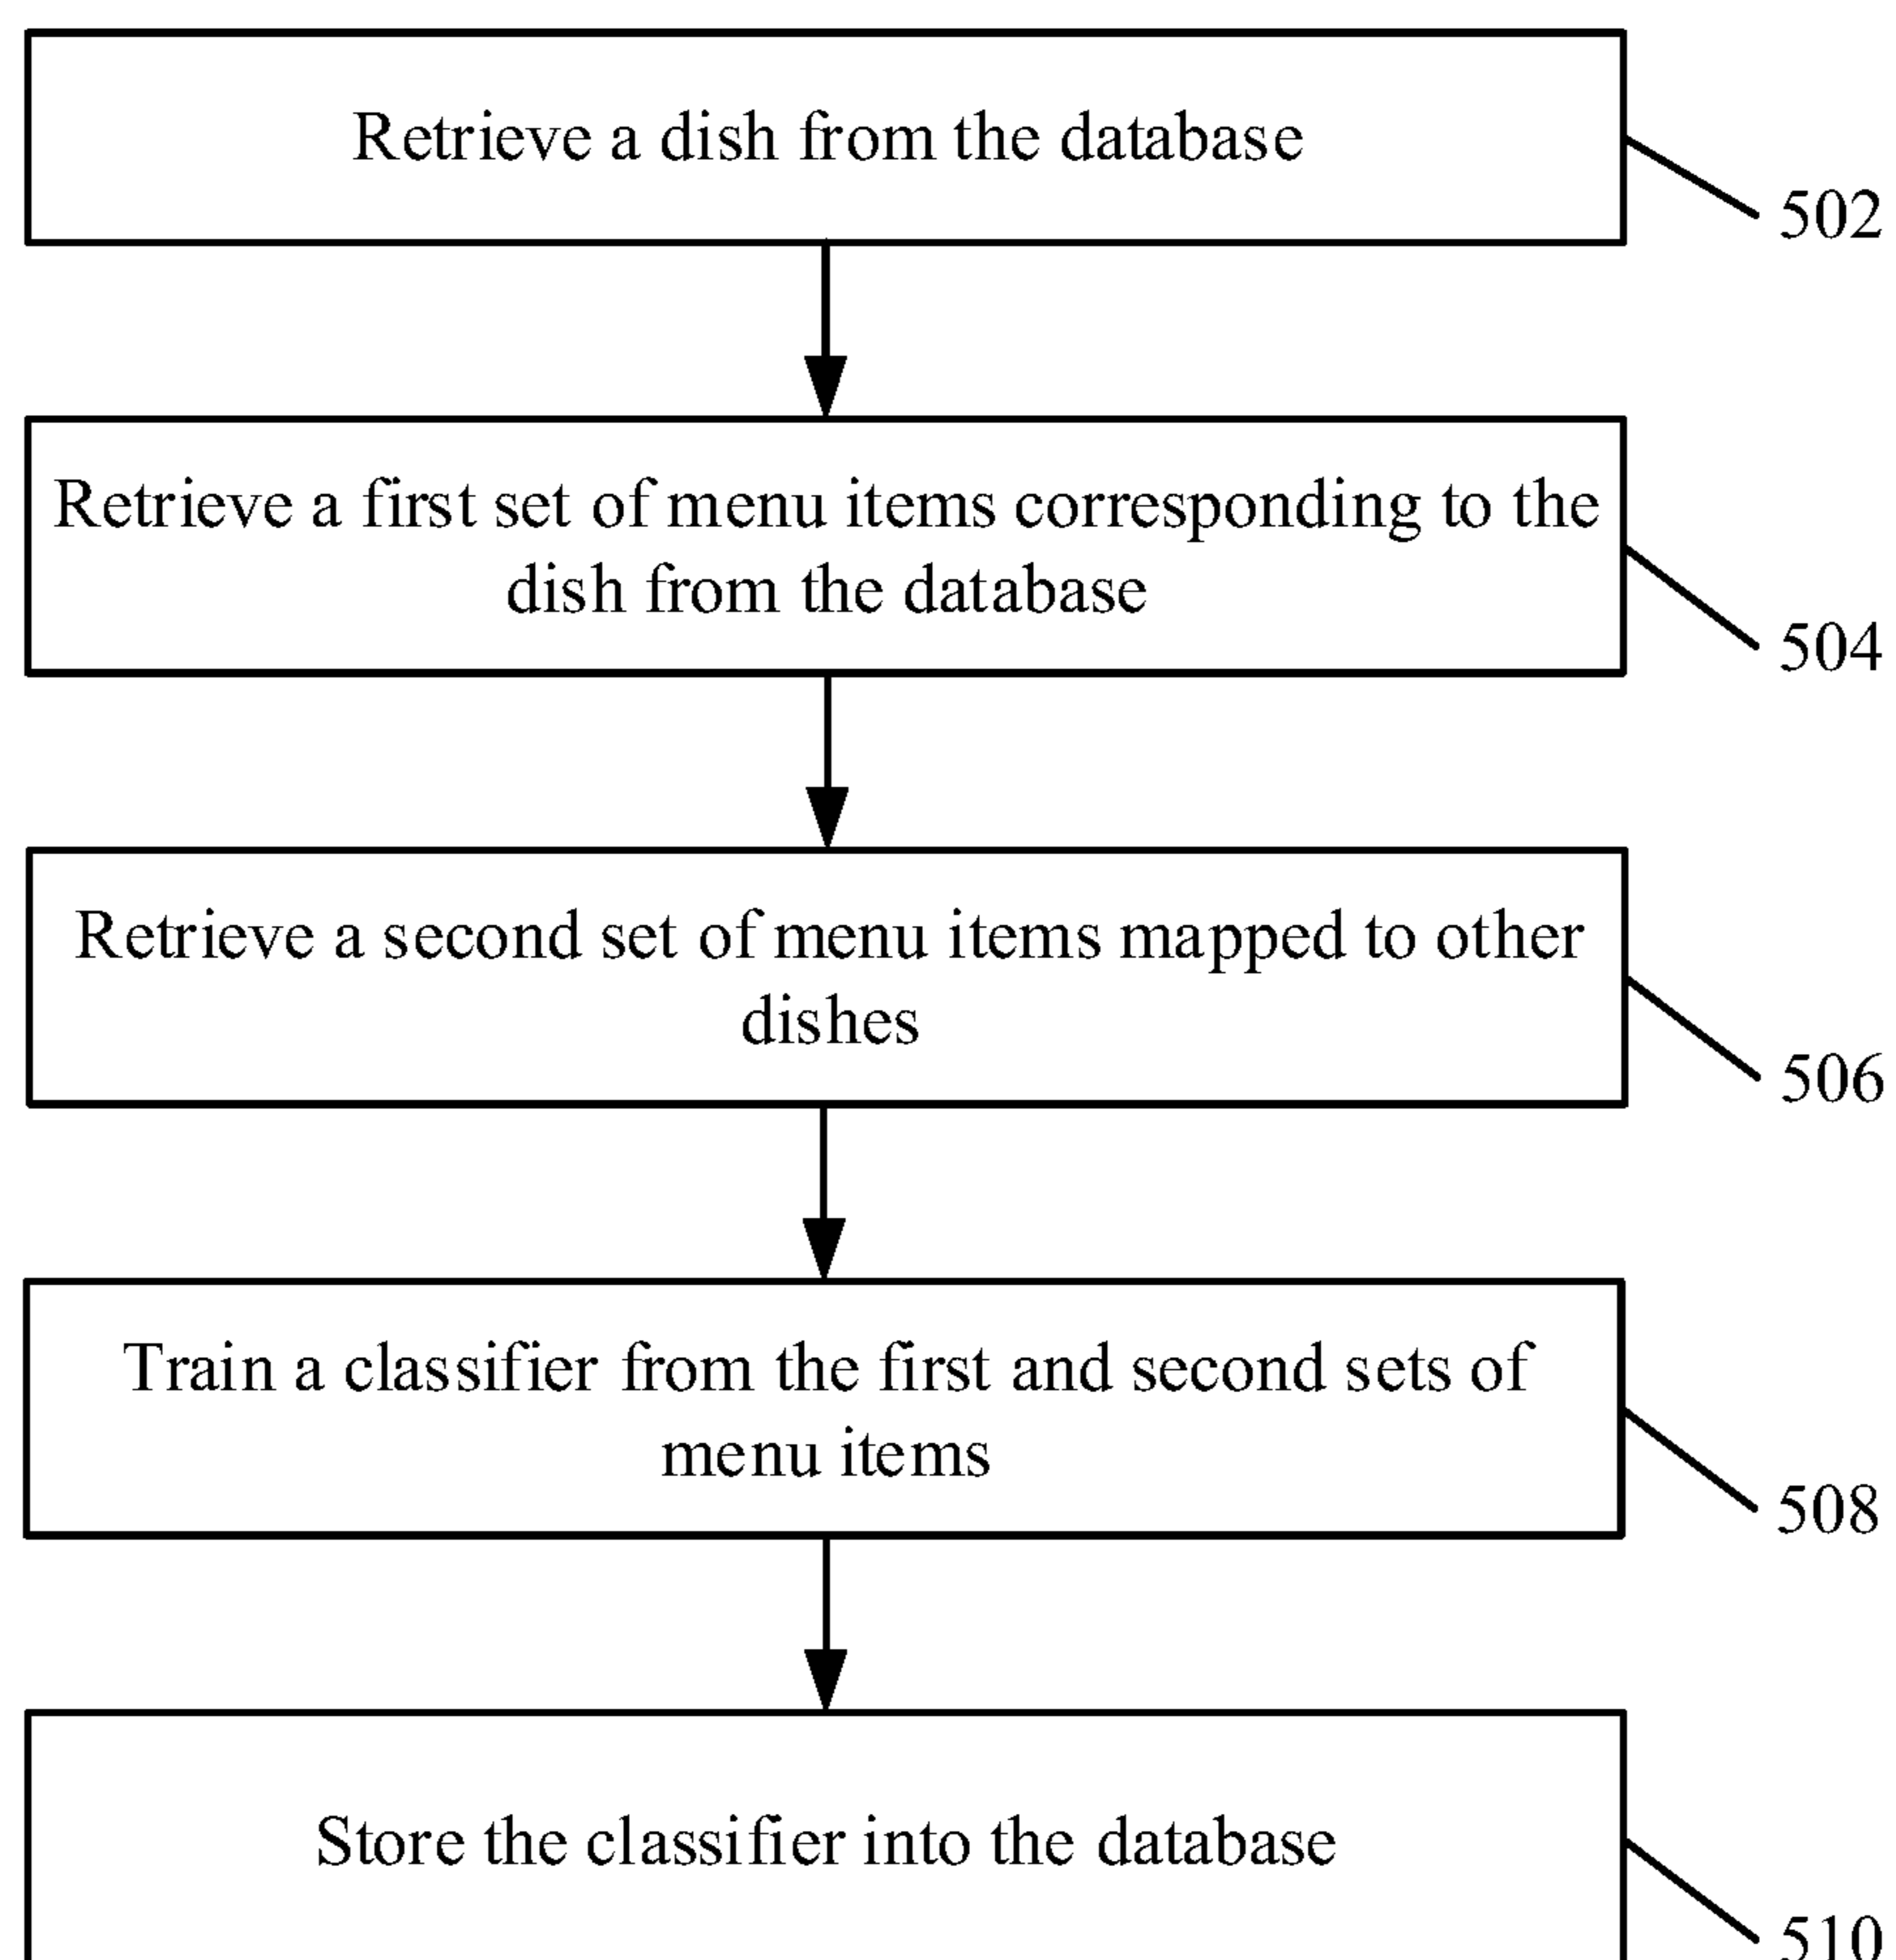 Retrieve a dish from the database
502
Retrieve a first set of menu items corresponding to the
dish from the database
504
Retrieve a second set of menu items mapped to other
dishes
506
Train a classifier from the first and second sets of
menu items
508
Store the classifier into the database
510